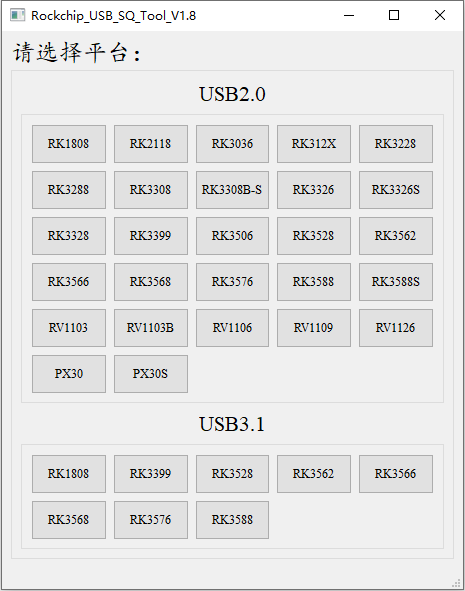 Rockchip_USB_SQ_Tool_V1.8
请选择平台：
USB2.0
RK1808 RK2118 RK3036 RK312X RK3228
RK3288 RK3308 RK3308B-S RK3326 RK3326S
RK3328 RK3399 RK3506 RK3528 RK3562
RK3566 RK3568 RK3576 RK3588 RK3588S
RV1103 RV1103B RV1106 RV1109 RV1126
PX30 PX30S
USB3.1
RK1808 RK3399 RK3528 RK3562 RK3566
RK3568 RK3576 RK3588